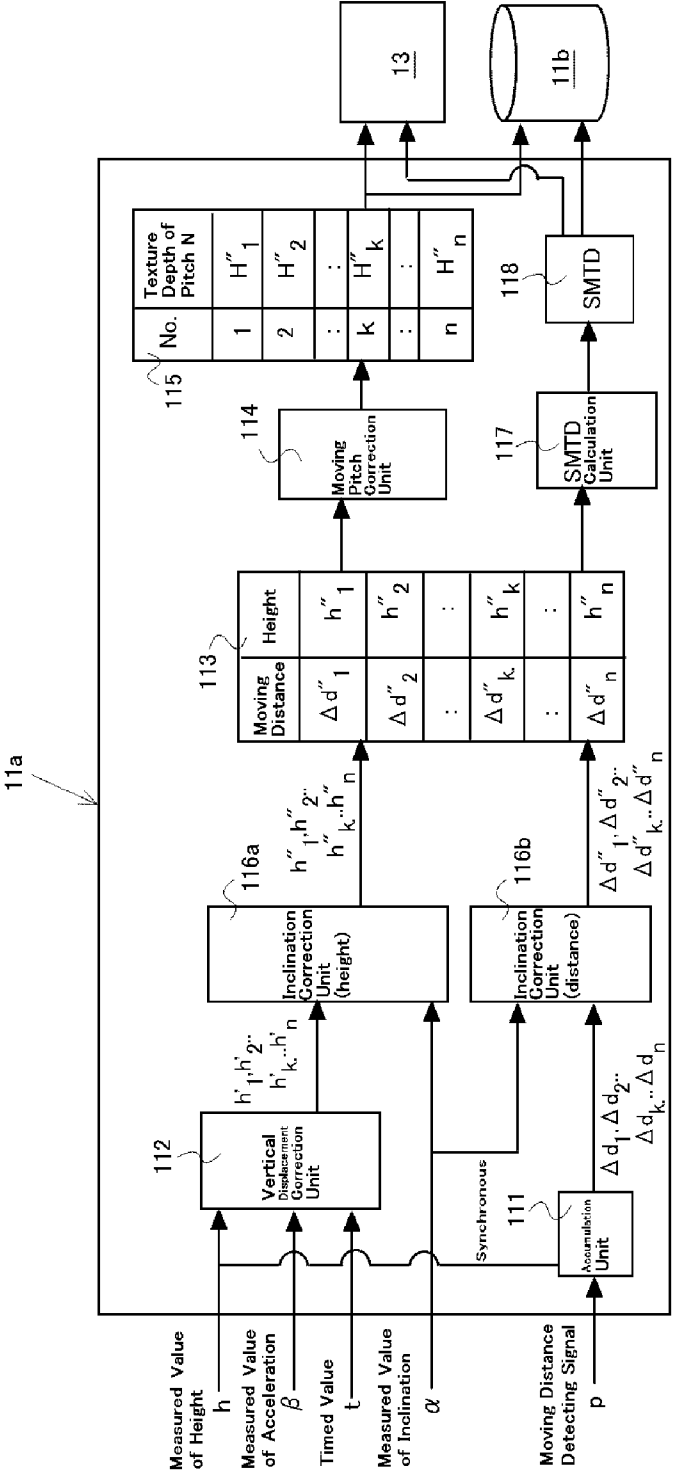 11a
Measured Value
of Height
h
Measured Value
of Acceleration
β
Timed Value
t
Measured Value
of Inclination
α
Moving Distance
Detecting Signal
p
112
Vertical
Displacement
Correction
Unit
Synchronous
111
Accumulation
Unit
h'1,h'2··
h'k··h'n
Δd1,Δd2··
Δdk··Δdn
116a
Inclination
Correction
Unit
(height)
116b
Inclination
Correction
Unit
(distance)
h"1,h"2··
h"k··h"n
Δd"1,Δd"2··
Δd"k··Δd"n
113
Moving Distance Height
Δd"1 h"1
Δd"2 h"2
: :
Δd"k. h"k
: :
Δd"n h"n
114
Moving
Pitch
Correction
Unit
117
SMTD
Calculation
Unit
115
No. Texture Depth of Pitch N
1 H"1
2 H"2
: :
k H"k
: :
n H"n
118
SMTD
13
11b